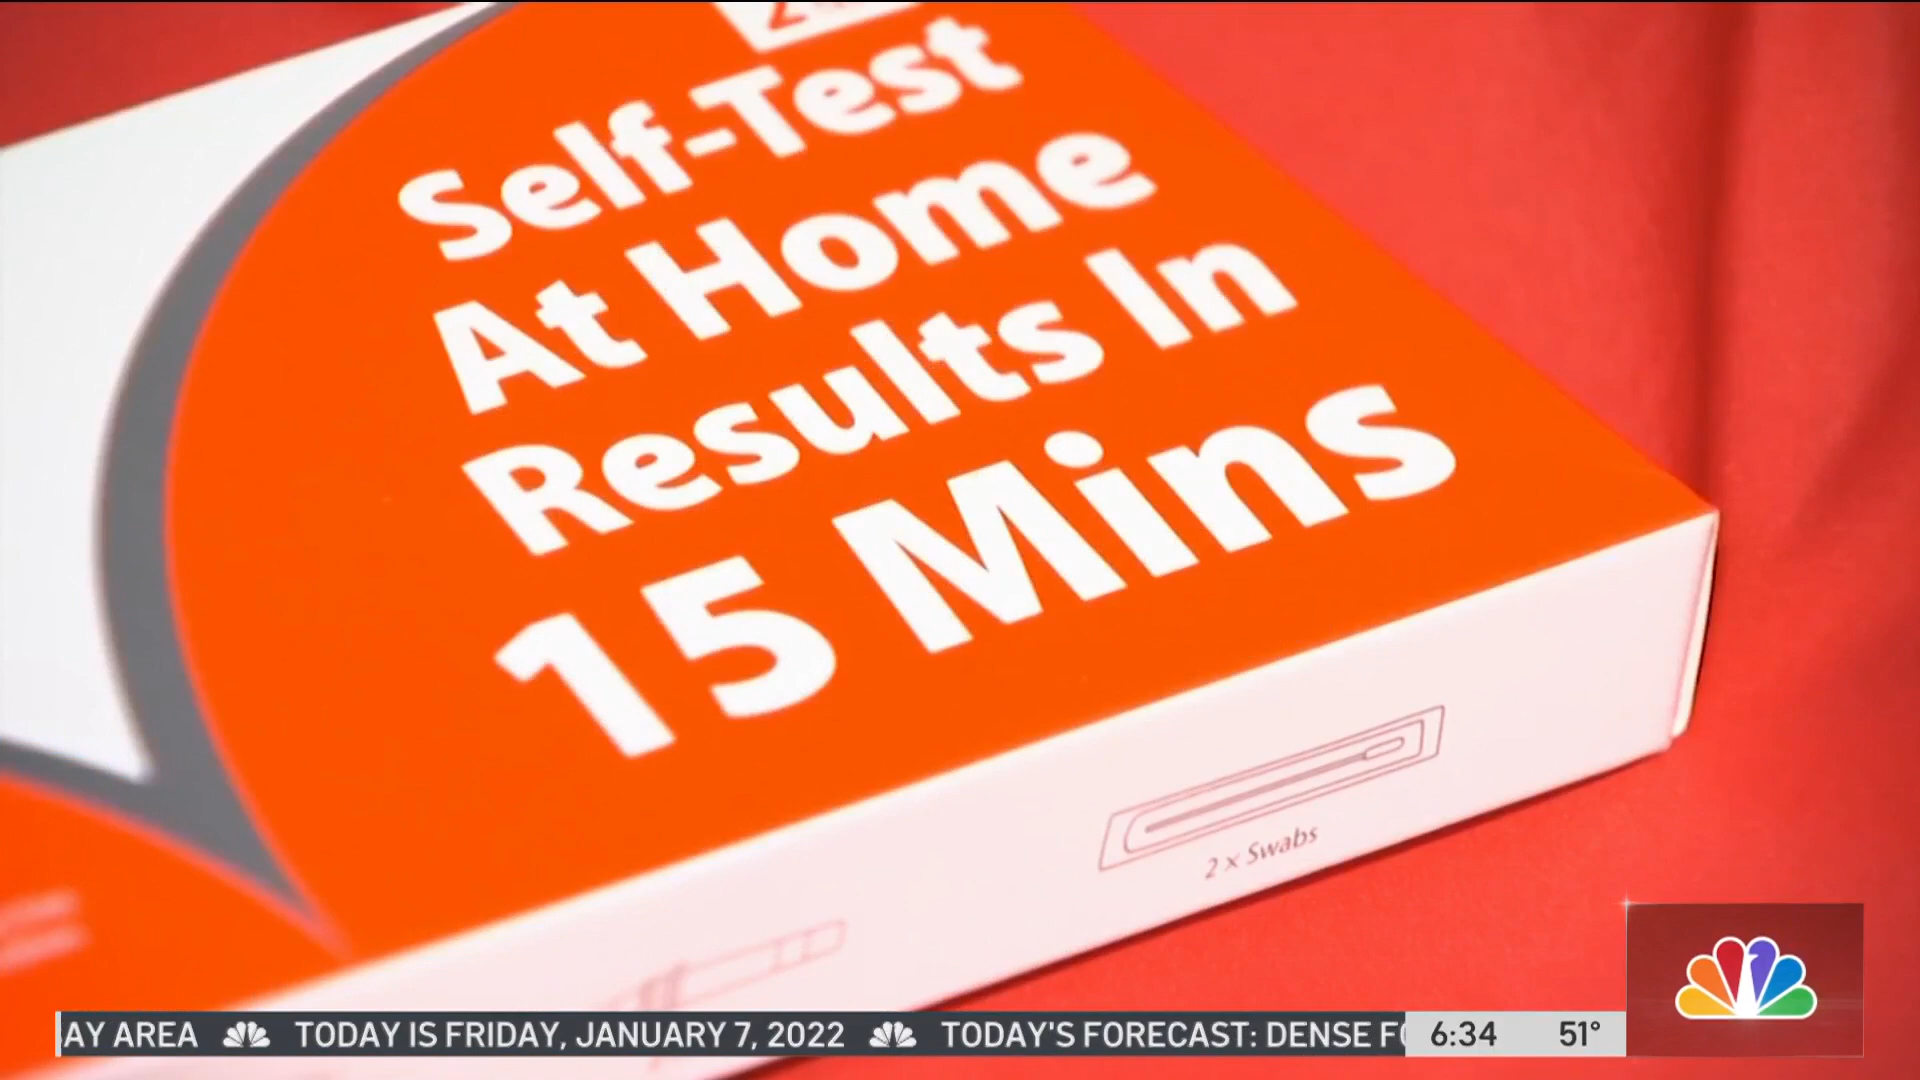 Self-Test
At Home
Results In
15 Mins
2 x Swabs
AY AREA TODAY IS FRIDAY, JANUARY 7, 2022 TODAY'S FORECAST: DENSE 6:34 51°